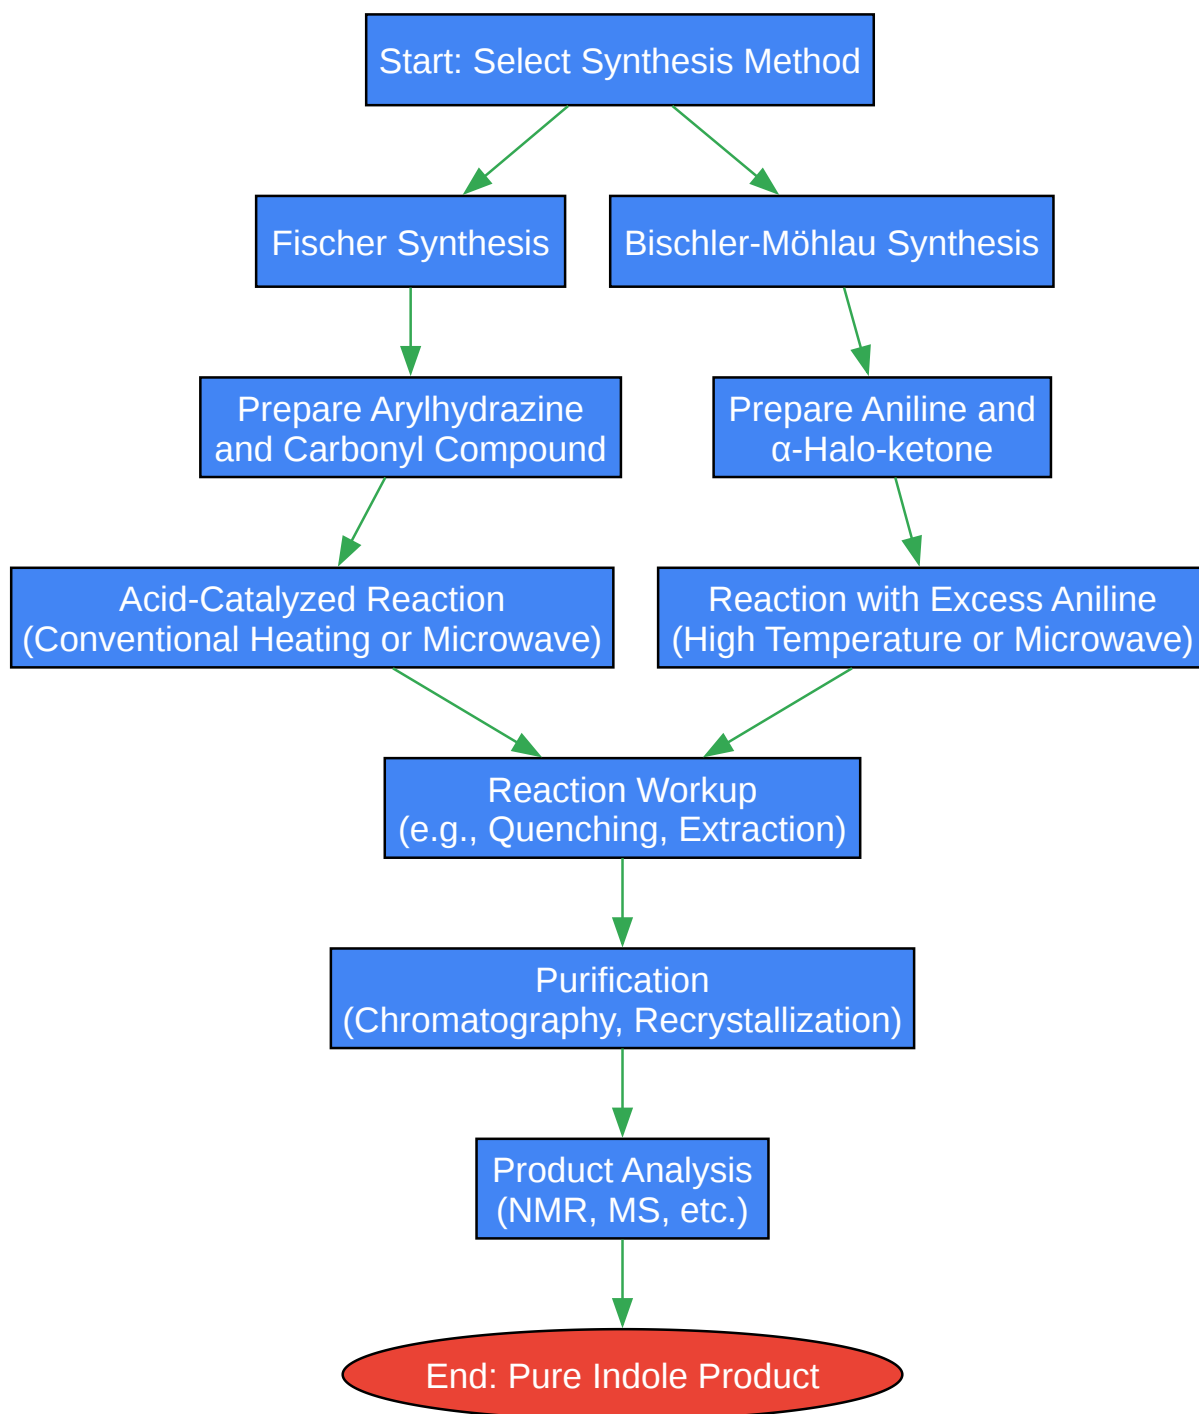 Start: Select Synthesis Method
Fischer Synthesis
Bischler-Möhlau Synthesis
Prepare Arylhydrazine
and Carbonyl Compound
Prepare Aniline and
α-Halo-ketone
Acid-Catalyzed Reaction
(Conventional Heating or Microwave)
Reaction with Excess Aniline
(High Temperature or Microwave)
Reaction Workup
(e.g., Quenching, Extraction)
Purification
(Chromatography, Recrystallization)
Product Analysis
(NMR, MS, etc.)
End: Pure Indole Product